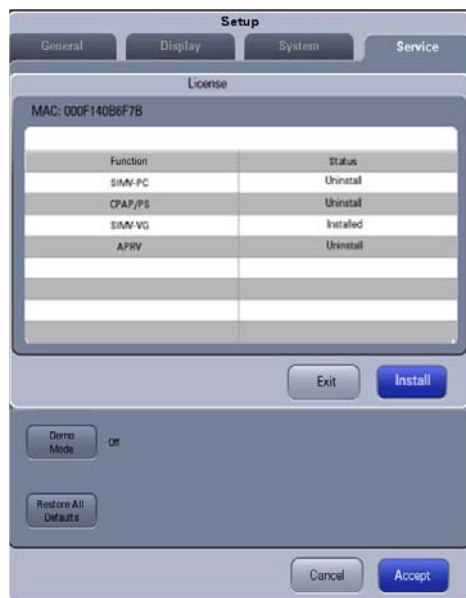 Setup
General Display System Service
License
MAC: 000F140B6F7B
Function Status
SIMV-PC Uninstall
CPAP/PS Uninstall
SIMV-VG Installed
APRV Uninstall
Exit Install
Demo Mode Off
Restore All Defaults
Cancel Accept